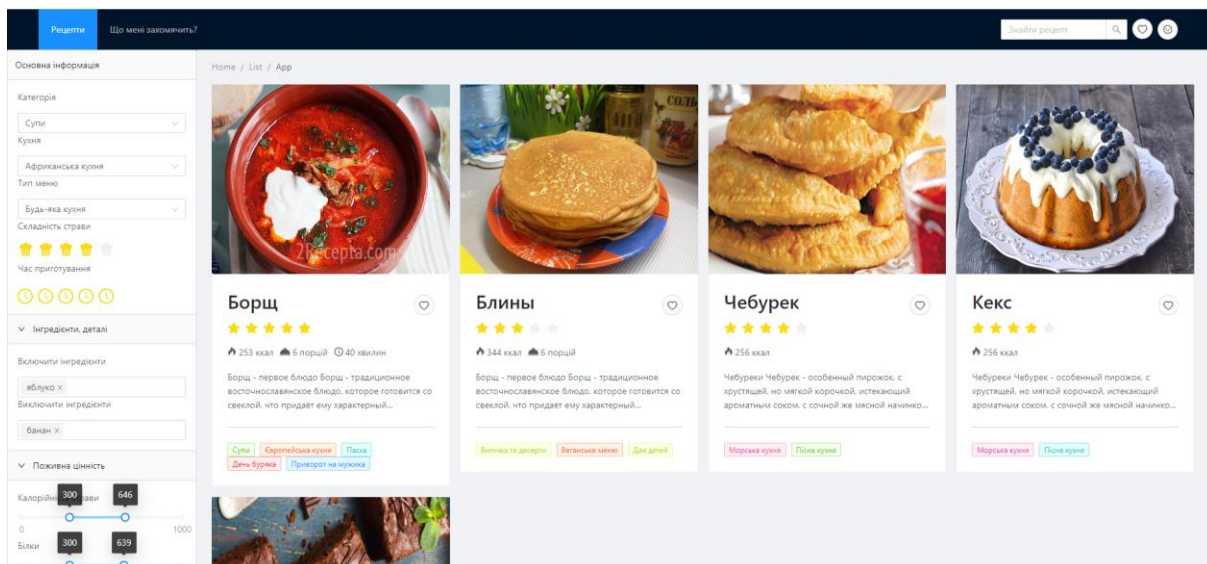 Рецепти
Що мені захомячить?
Знайти рецепт
Основна інформація
Home / List / App
Категорія
Супи
Кухня
Африканська кухня
Тип меню
Будь-яка кухня
Складність страви
Час приготування
Інгредієнти, деталі
Включити інгредієнти
яблуко ×
Виключити інгредієнти
банан ×
Поживна цінність
300 646
0 1000
Білки
300 639
СОЛЬ
2Recepta.com
Борщ
253 ккал 6 порцій 40 хвилин
Борщ - первое блюдо Борщ - традиционное
восточнославянское блюдо, которое готовится со
свеклой, что придаёт ему характерный...
Супи Європейська кухня Пасха
День буряка Приворот на мужика
Блины
344 ккал 6 порцій
Борщ - первое блюдо Борщ - традиционное
восточнославянское блюдо, которое готовится со
свеклой, что придаёт ему характерный...
Випічка та десерти Веганське меню Для детей
Чебурек
256 ккал
Чебуреки Чебурек - особенный пирожок, с
хрустящей, но мягкой корочкой, истекающий
ароматным соком, с сочной же мясной начинко...
Морська кухня Пісна кухня
Кекс
256 ккал
Чебуреки Чебурек - особенный пирожок, с
хрустящей, но мягкой корочкой, истекающий
ароматным соком, с сочной же мясной начинко...
Морська кухня Пісна кухня